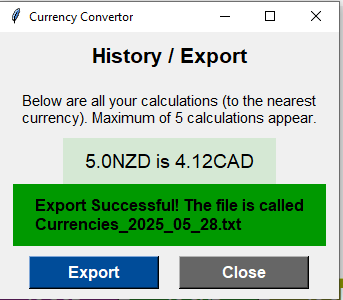 Currency Convertor
History / Export
Below are all your calculations (to the nearest
currency). Maximum of 5 calculations appear.
5.0NZD is 4.12CAD
Export Successful! The file is called
Currencies_2025_05_28.txt
Export Close